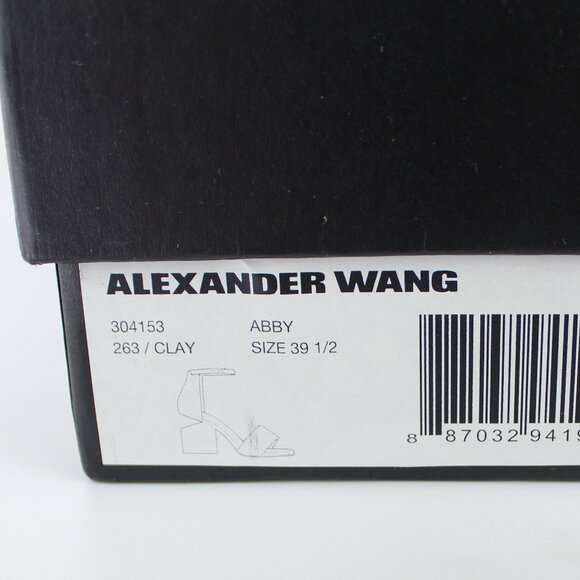 ALEXANDER WANG
304153 ABBY
263 / CLAY SIZE 39 1/2
8 87032 9419